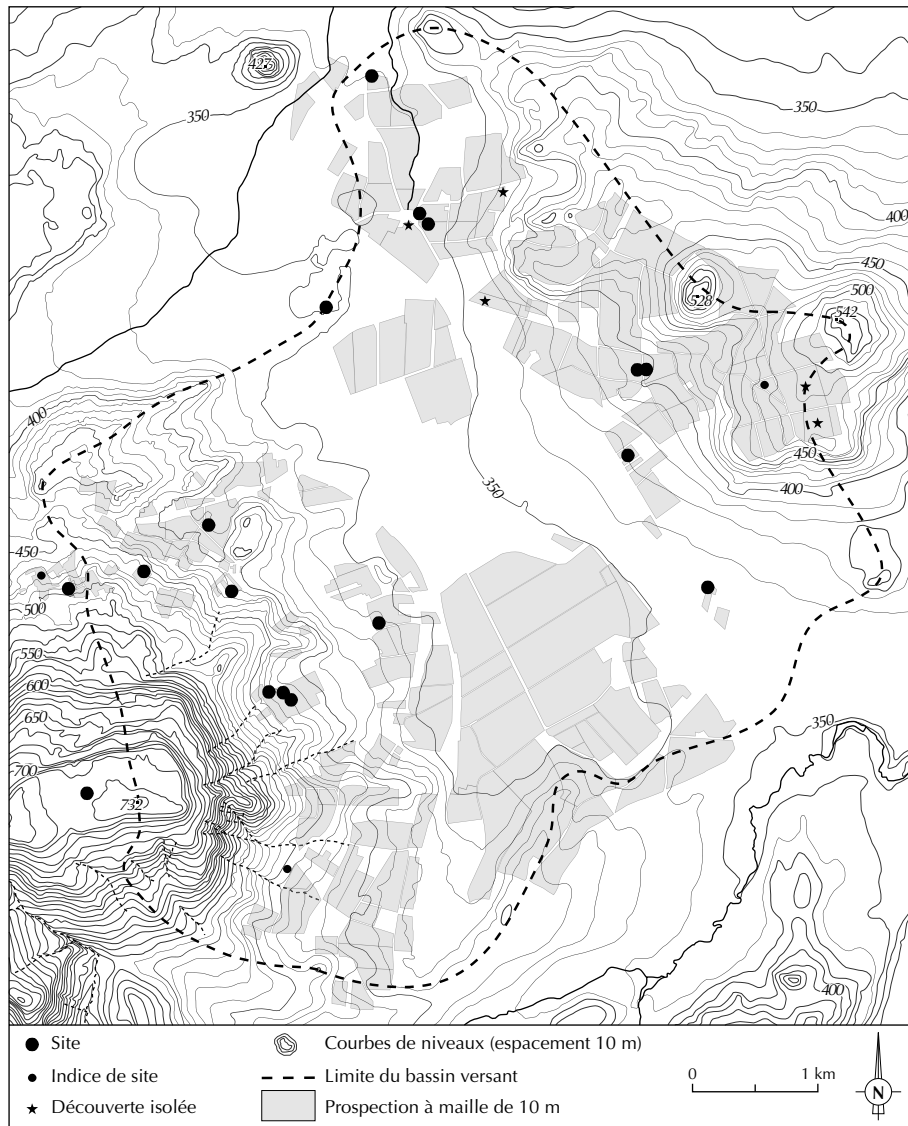 427
350
350
400
450
500
542
528
400
450
400
350
450
500
550
600
650
700
732
350
400
Site
Indice de site
Découverte isolée
Courbes de niveaux (espacement 10 m)
Limite du bassin versant
Prospection à maille de 10 m
0 1 km
N